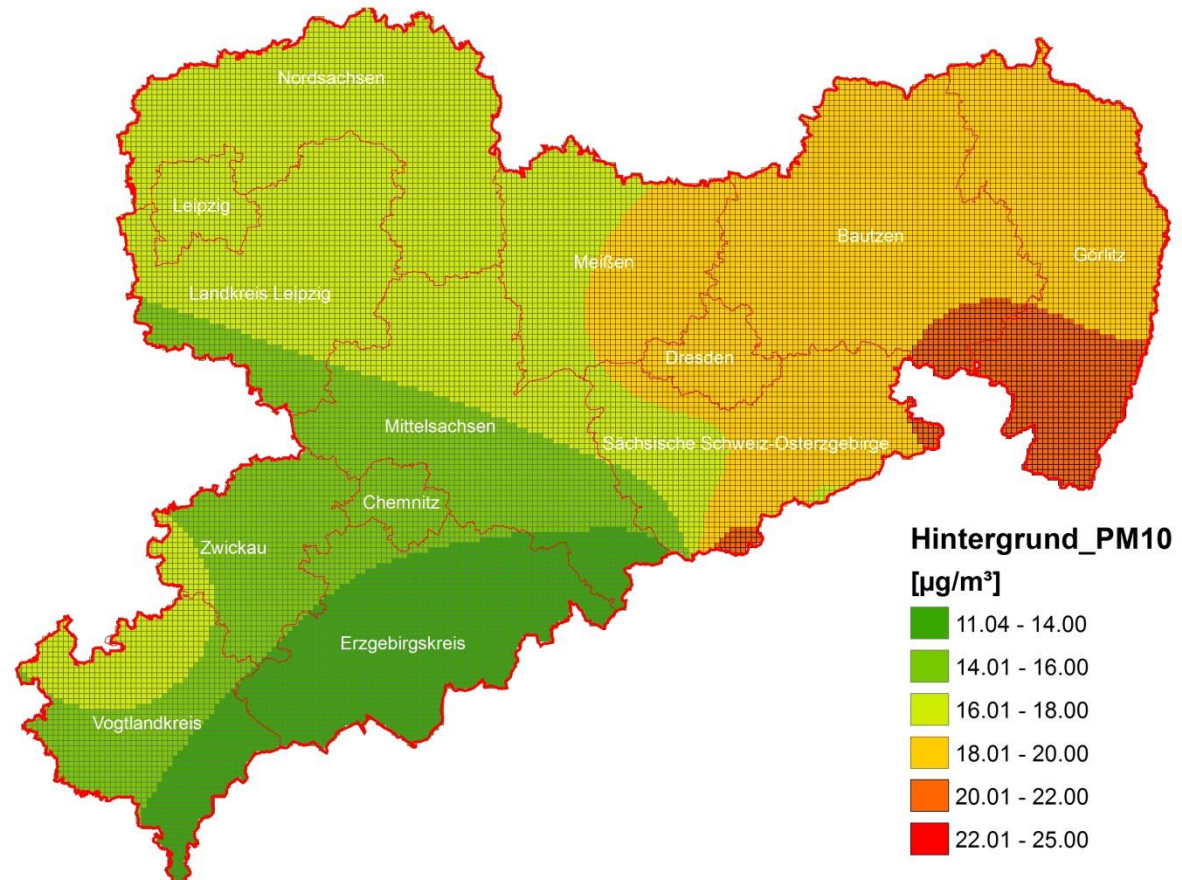 Nordsachsen
Leipzig
Bautzen
Görlitz
Meißen
Landkreis Leipzig
Dresden
Mittelsachsen
Sächsische Schweiz-Osterzgebirge
Chemnitz
Zwickau
Erzgebirgskreis
Vogtlandkreis
Hintergrund_PM10
[µg/m³]
11.04 - 14.00
14.01 - 16.00
16.01 - 18.00
18.01 - 20.00
20.01 - 22.00
22.01 - 25.00